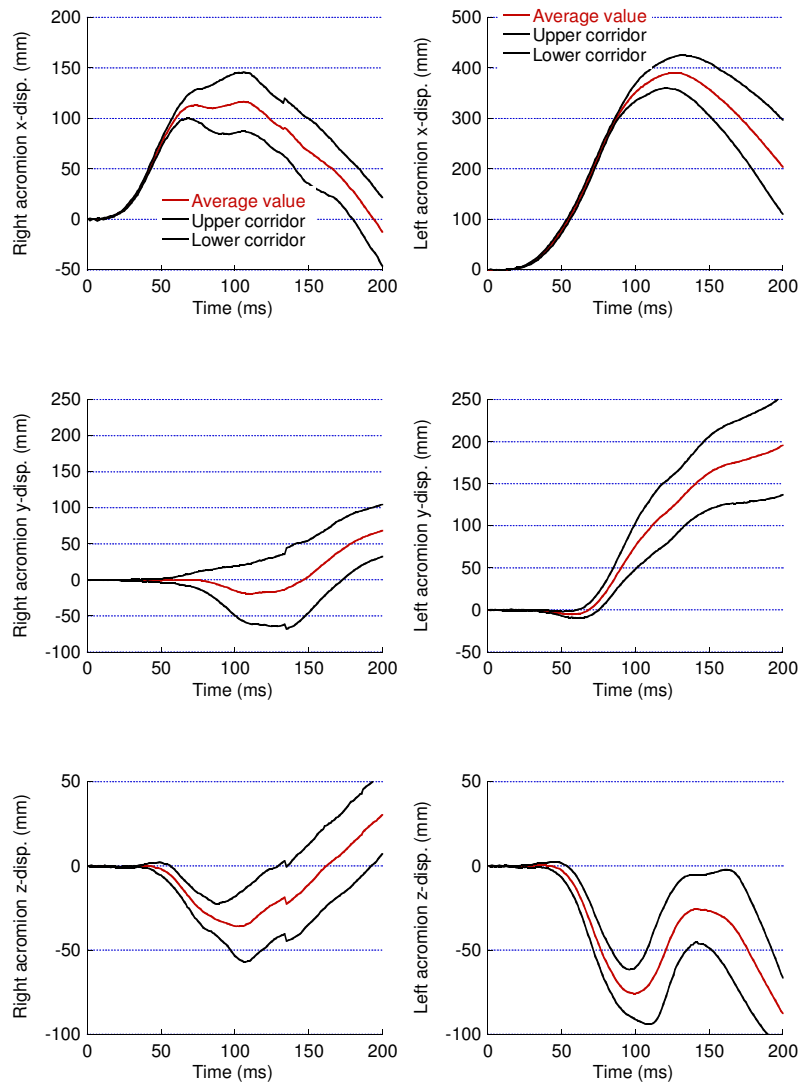 Right acromion x-disp. (mm)
200
150
100
50
0
-50
Average value
Upper corridor
Lower corridor
0 50 100 150 200
Time (ms)
Left acromion x-disp. (mm)
500
400
300
200
100
0
Average value
Upper corridor
Lower corridor
0 50 100 150 200
Time (ms)
Right acromion y-disp. (mm)
250
200
150
100
50
0
-50
-100
0 50 100 150 200
Time (ms)
Left acromion y-disp. (mm)
250
200
150
100
50
0
-50
0 50 100 150 200
Time (ms)
Right acromion z-disp. (mm)
50
0
-50
-100
0 50 100 150 200
Time (ms)
Left acromion z-disp. (mm)
50
0
-50
-100
0 50 100 150 200
Time (ms)